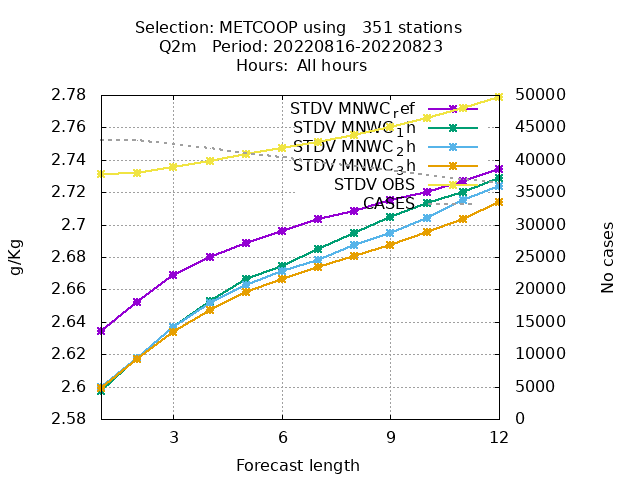 Selection: METCOOP using 351 stations
Q2m Period: 20220816-20220823
Hours: All hours
2.78
2.76
2.74
2.72
2.7
2.68
2.66
2.64
2.62
2.6
2.58
g/Kg
STDV MNWC_ref
STDV MNWC_1h
STDV MNWC_2h
STDV MNWC_3h
STDV OBS
CASES
50000
45000
40000
35000
30000
25000
20000
15000
10000
5000
0
No cases
3 6 9 12
Forecast length